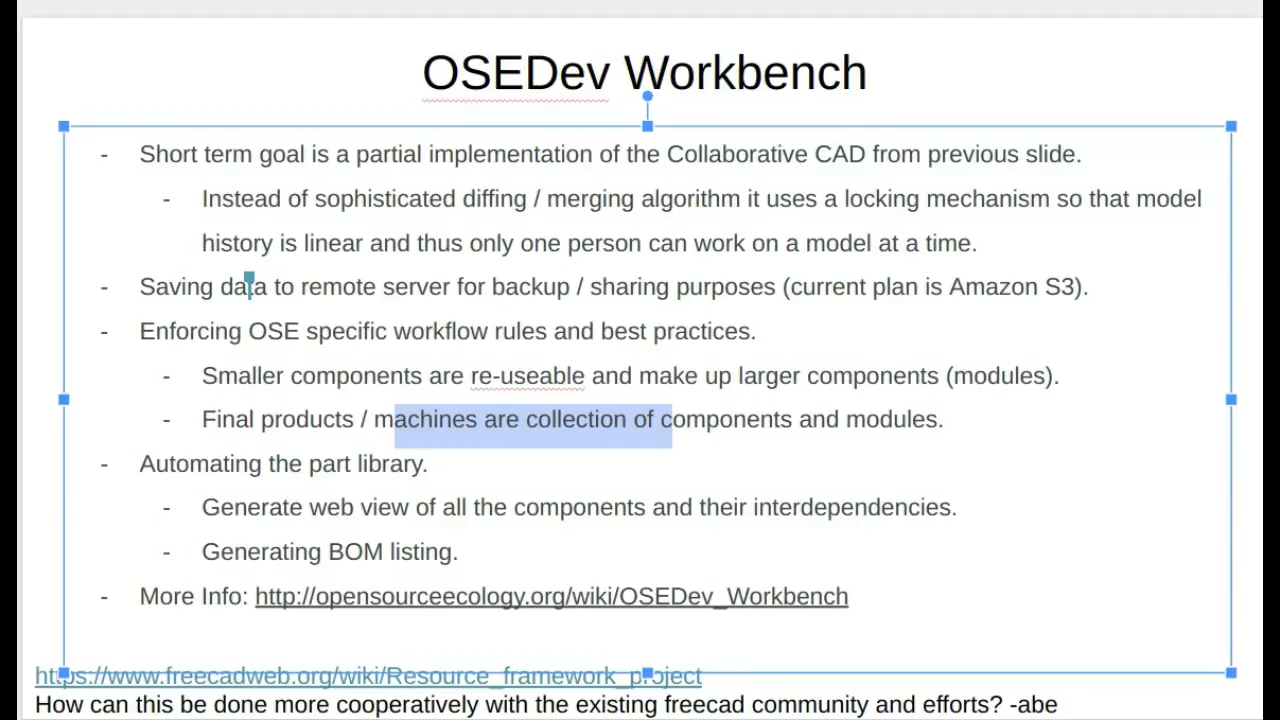 OSEDev Workbench
- Short term goal is a partial implementation of the Collaborative CAD from previous slide.
- Instead of sophisticated diffing / merging algorithm it uses a locking mechanism so that model
history is linear and thus only one person can work on a model at a time.
- Saving data to remote server for backup / sharing purposes (current plan is Amazon S3).
- Enforcing OSE specific workflow rules and best practices.
- Smaller components are re-useable and make up larger components (modules).
- Final products / machines are collection of components and modules.
- Automating the part library.
- Generate web view of all the components and their interdependencies.
- Generating BOM listing.
- More Info: http://opensourceecology.org/wiki/OSEDev_Workbench
https://www.freecadweb.org/wiki/Resource_framework_project
How can this be done more cooperatively with the existing freecad community and efforts? -abe